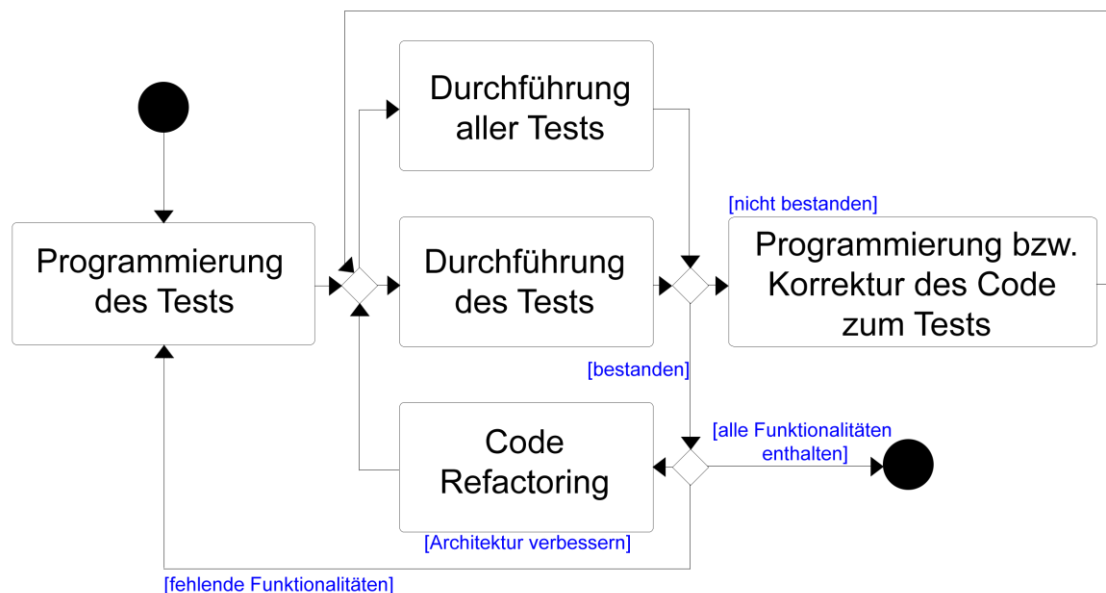 Durchführung
aller Tests
[nicht bestanden]
Programmierung
des Tests
Durchführung
des Tests
Programmierung bzw.
Korrektur des Code
zum Tests
[bestanden]
Code
Refactoring
[alle Funktionalitäten
enthalten]
[Architektur verbessern]
[fehlende Funktionalitäten]